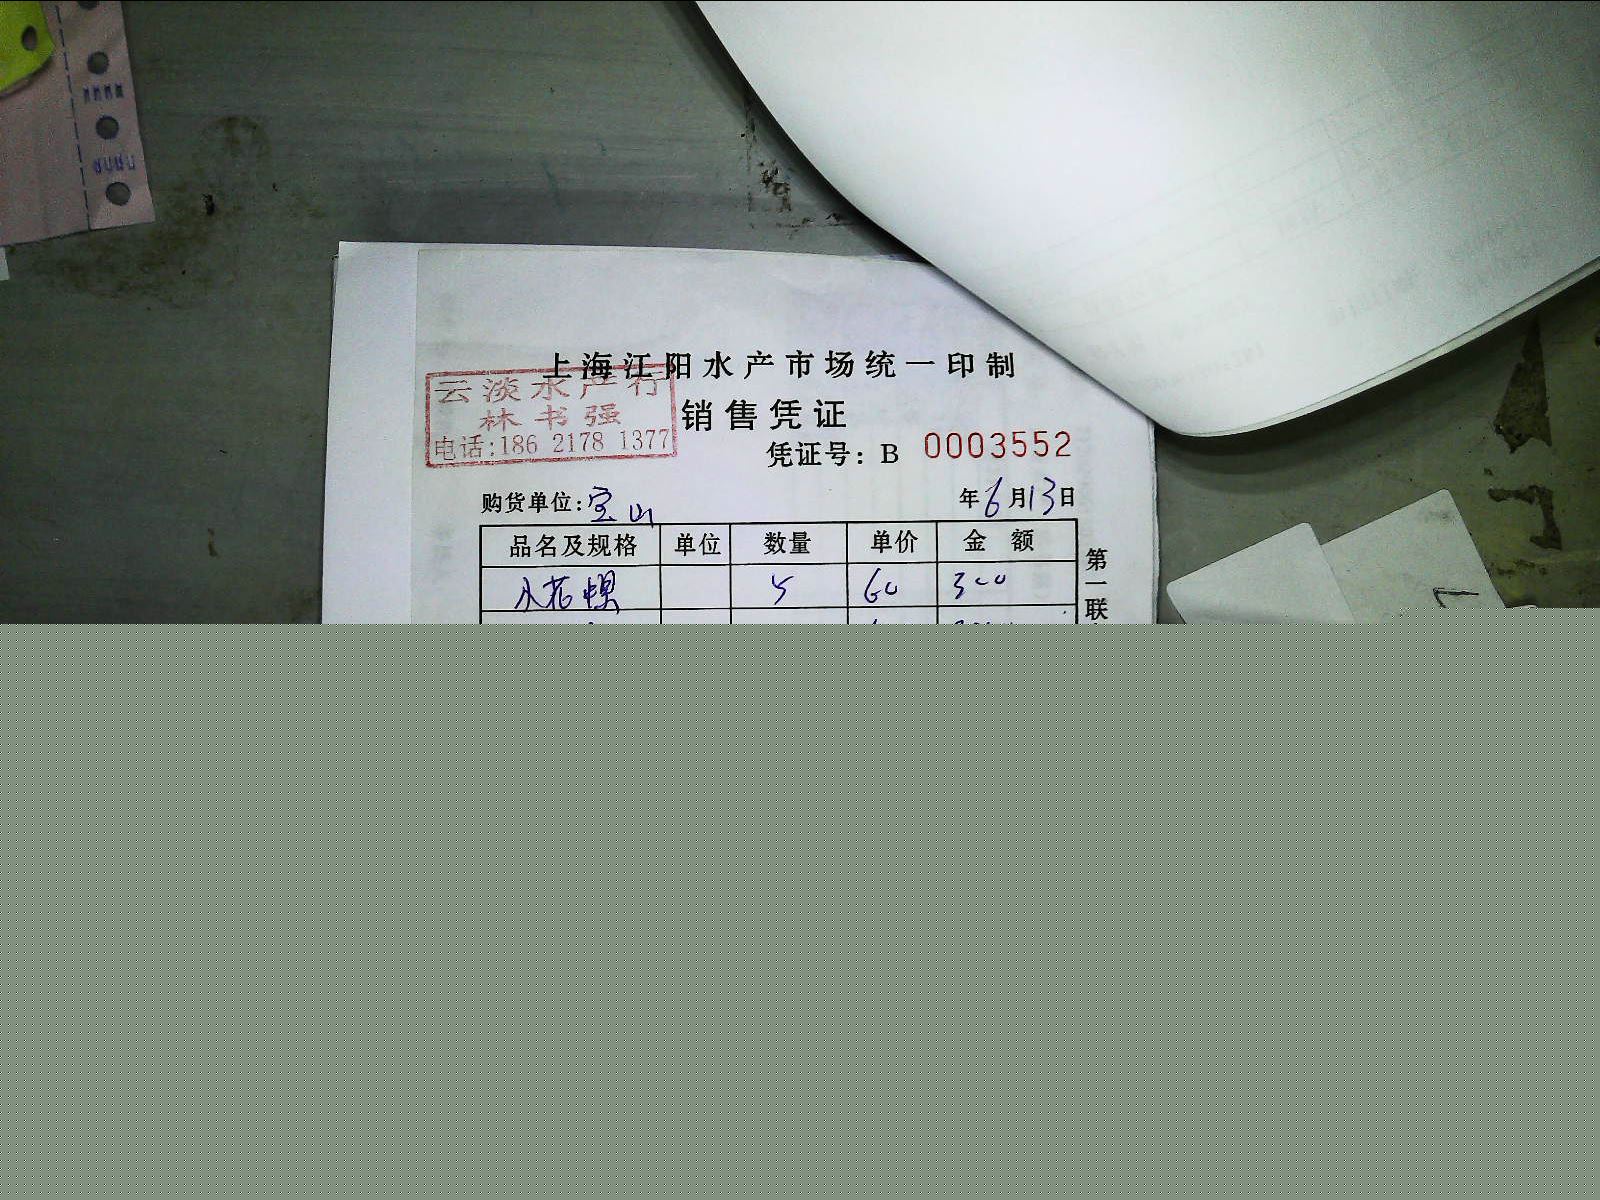 上海江阳水产市场统一印制
云淡水产行
林书强
电话:186 2178 1377
销售凭证
凭证号: B 0003552
购货单位:宝山
年6月13日
品名及规格 单位 数量 单价 金 额
小花螺 5 60 300
第一联